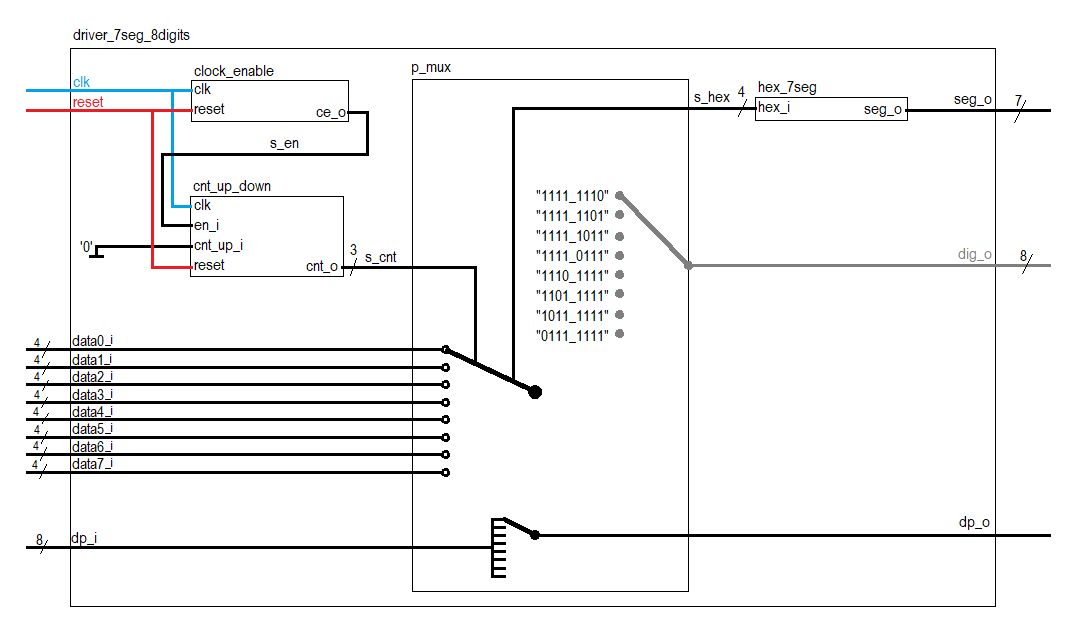 driver_7seg_8digits
clk
reset
clock_enable
clk
reset
ce_o
s_en
cnt_up_down
clk
en_i
cnt_up_i
reset
cnt_o
'0'
3
s_cnt
p_mux
s_hex
4
hex_7seg
hex_i
seg_o
seg_o
7
"1111_1110"
"1111_1101"
"1111_1011"
"1111_0111"
"1110_1111"
"1101_1111"
"1011_1111"
"0111_1111"
dig_o
8
4
data0_i
4
data1_i
4
data2_i
4
data3_i
4
data4_i
4
data5_i
4
data6_i
4
data7_i
8
dp_i
dp_o